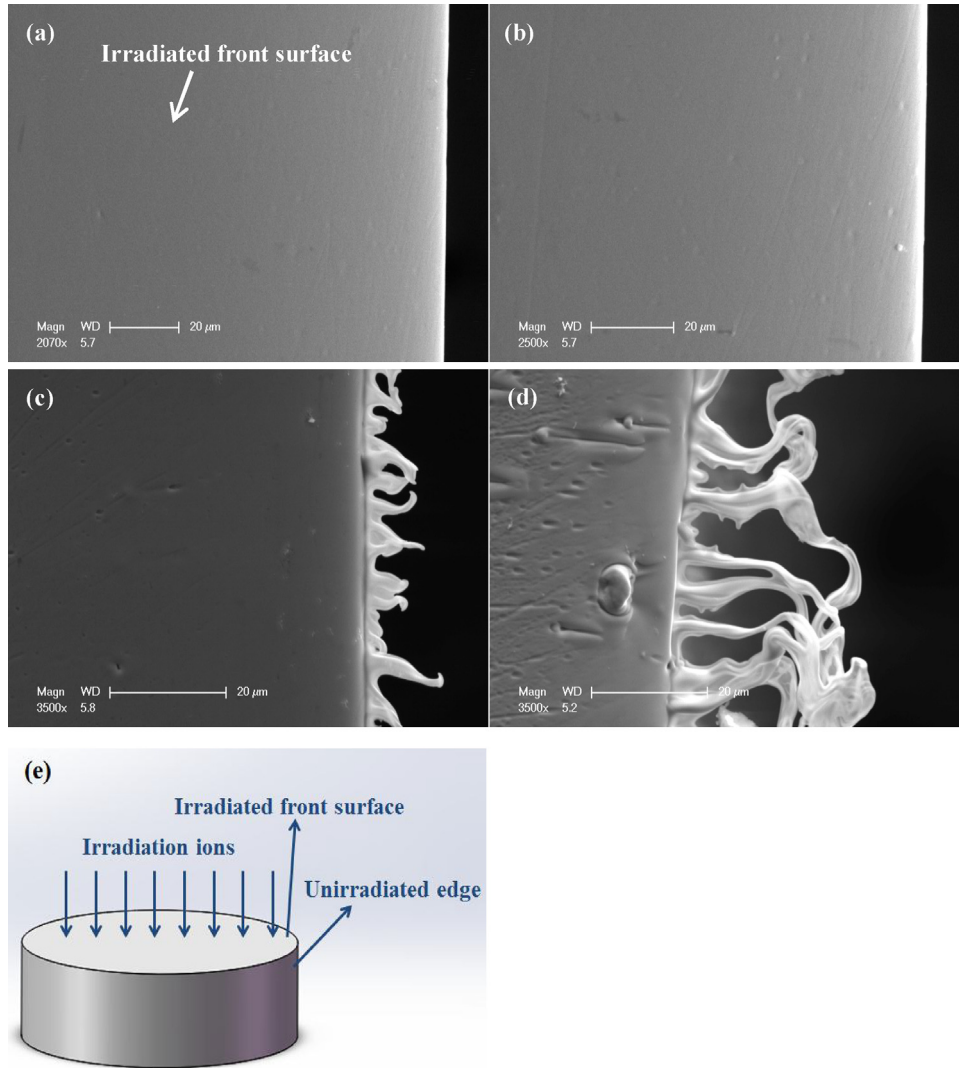 (a)
Irradiated front surface
Magn WD 20 μm
2070x 5.7
(b)
Magn WD 20 μm
2500x 5.7
(c)
Magn WD 20 μm
3500x 5.8
(d)
Magn WD 20 μm
3500x 5.2
(e)
Irradiated front surface
Irradiation ions
Unirradiated edge